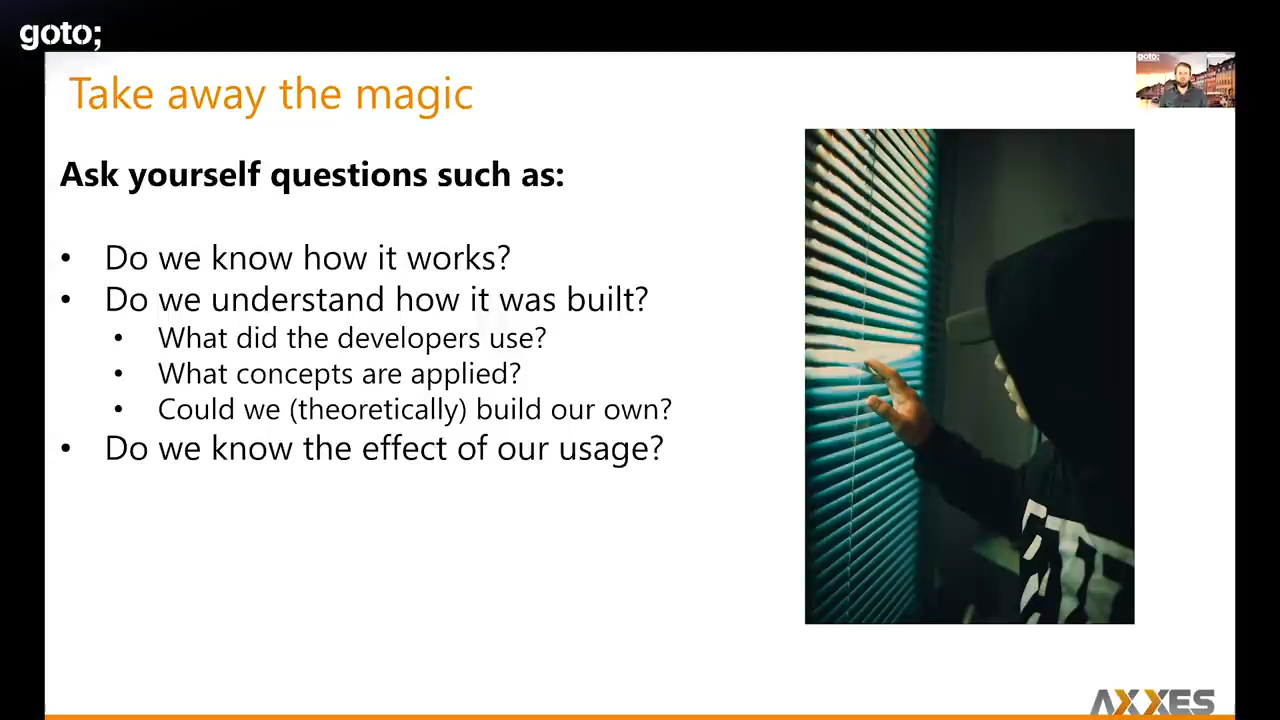 goto;
Take away the magic
goto;
Ask yourself questions such as:
• Do we know how it works?
• Do we understand how it was built?
• What did the developers use?
• What concepts are applied?
• Could we (theoretically) build our own?
• Do we know the effect of our usage?
AXXES